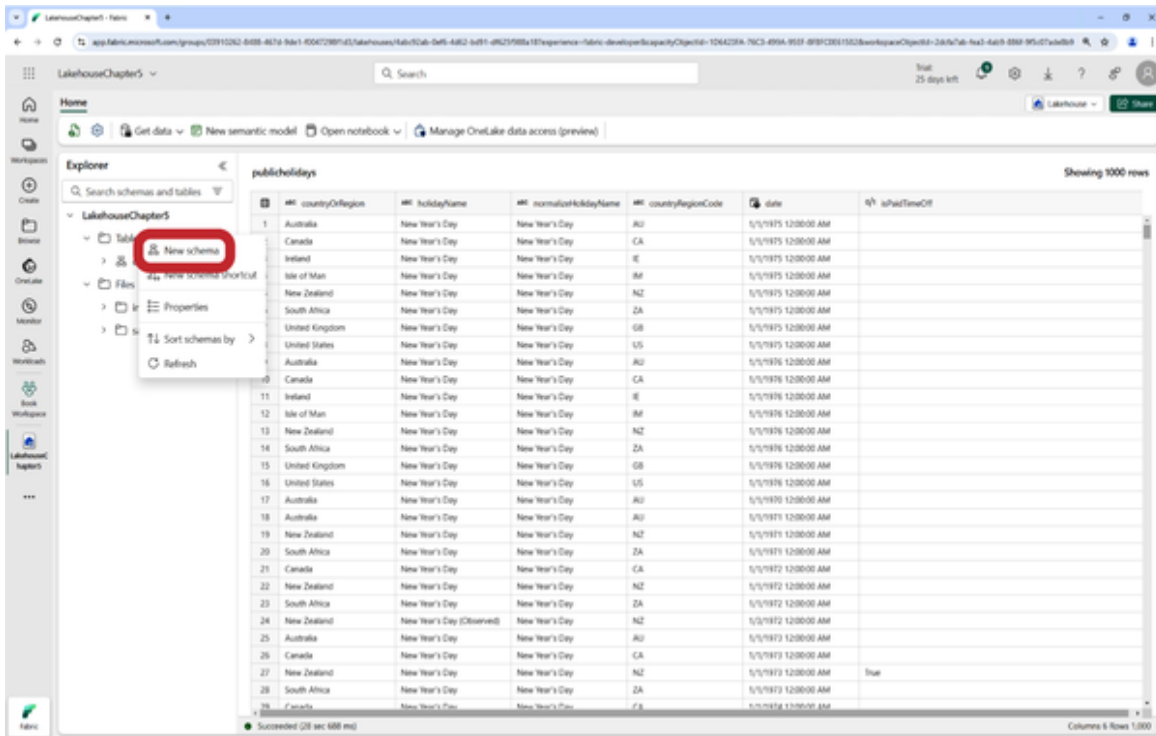 LakehouseChapter5 - Fabric
LakehouseChapter5
Search
Trial:
25 days left
Home
Lakehouse
Share
Get data
New semantic model
Open notebook
Manage OneLake data access (preview)
Home
Workspaces
Create
Browse
OneLake
Monitor
Workloads
Book
Workspace
LakehouseC
hapter5
Fabric
Explorer
Search schemas and tables
LakehouseChapter5
Files
New schema
New schema shortcut
Properties
Sort schemas by
Refresh
publicholidays
Showing 1000 rows
countryOrRegion holidayName normalizeHolidayName countryRegionCode date isPaidTimeOff
1 Australia New Year's Day New Year's Day AU 1/1/1975 12:00:00 AM
Canada New Year's Day New Year's Day CA 1/1/1975 12:00:00 AM
Ireland New Year's Day New Year's Day IE 1/1/1975 12:00:00 AM
Isle of Man New Year's Day New Year's Day IM 1/1/1975 12:00:00 AM
New Zealand New Year's Day New Year's Day NZ 1/1/1975 12:00:00 AM
South Africa New Year's Day New Year's Day ZA 1/1/1975 12:00:00 AM
United Kingdom New Year's Day New Year's Day GB 1/1/1975 12:00:00 AM
United States New Year's Day New Year's Day US 1/1/1975 12:00:00 AM
Australia New Year's Day New Year's Day AU 1/1/1976 12:00:00 AM
Canada New Year's Day New Year's Day CA 1/1/1976 12:00:00 AM
11 Ireland New Year's Day New Year's Day IE 1/1/1976 12:00:00 AM
12 Isle of Man New Year's Day New Year's Day IM 1/1/1976 12:00:00 AM
13 New Zealand New Year's Day New Year's Day NZ 1/1/1976 12:00:00 AM
14 South Africa New Year's Day New Year's Day ZA 1/1/1976 12:00:00 AM
15 United Kingdom New Year's Day New Year's Day GB 1/1/1976 12:00:00 AM
16 United States New Year's Day New Year's Day US 1/1/1976 12:00:00 AM
17 Australia New Year's Day New Year's Day AU 1/1/1970 12:00:00 AM
18 Australia New Year's Day New Year's Day AU 1/1/1971 12:00:00 AM
19 New Zealand New Year's Day New Year's Day NZ 1/1/1971 12:00:00 AM
20 South Africa New Year's Day New Year's Day ZA 1/1/1971 12:00:00 AM
21 Canada New Year's Day New Year's Day CA 1/1/1972 12:00:00 AM
22 New Zealand New Year's Day New Year's Day NZ 1/1/1972 12:00:00 AM
23 South Africa New Year's Day New Year's Day ZA 1/1/1972 12:00:00 AM
24 New Zealand New Year's Day (Observed) New Year's Day NZ 1/3/1972 12:00:00 AM
25 Australia New Year's Day New Year's Day AU 1/1/1973 12:00:00 AM
26 Canada New Year's Day New Year's Day CA 1/1/1973 12:00:00 AM
27 New Zealand New Year's Day New Year's Day NZ 1/1/1973 12:00:00 AM True
28 South Africa New Year's Day New Year's Day ZA 1/1/1973 12:00:00 AM
29 Canada New Year's Day New Year's Day CA 1/1/1974 12:00:00 AM
Succeeded (28 sec 688 ms)
Columns 6 Rows 1,000